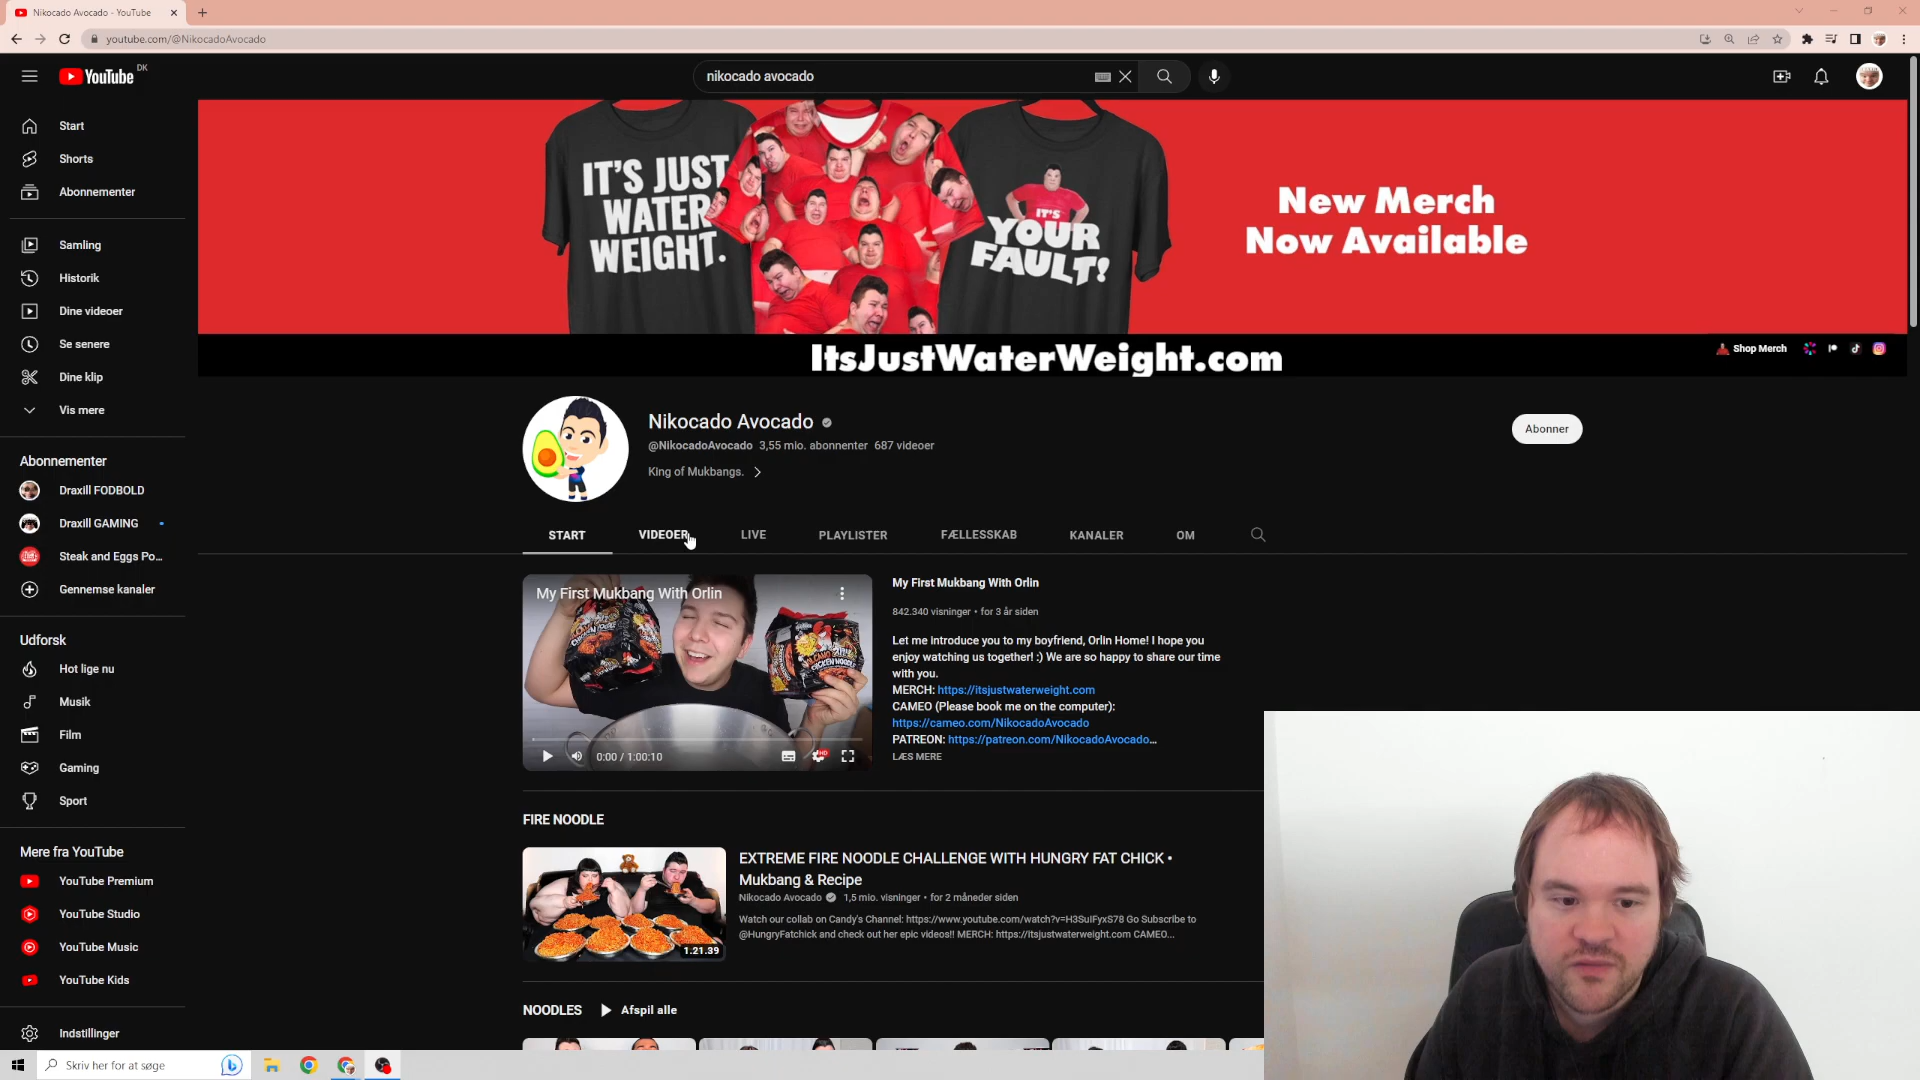 Nikocado Avocado - YouTube
youtube.com/@NikocadoAvocado
YouTube DK
nikocado avocado
Start
Shorts
Abonnementer
Samling
Historik
Dine videoer
Se senere
Dine klip
Vis mere
Abonnementer
Draxill FODBOLD
Draxill GAMING
Steak and Eggs Po...
Gennemse kanaler
Udforsk
Hot lige nu
Musik
Film
Gaming
Sport
Mere fra YouTube
YouTube Premium
YouTube Studio
YouTube Music
YouTube Kids
Indstillinger
IT'S JUST
WATER
WEIGHT.
IT'S
YOUR
FAULT!
New Merch
Now Available
ItsJustWaterWeight.com
Shop Merch
Nikocado Avocado
@NikocadoAvocado 3,55 mio. abonnenter 687 videoer
King of Mukbangs.
Abonner
START VIDEOER LIVE PLAYLISTER FÆLLESSKAB KANALER OM
My First Mukbang With Orlin
0:00 / 1:00:10
HD
My First Mukbang With Orlin
842.340 visninger • for 3 år siden
Let me introduce you to my boyfriend, Orlin Home! I hope you
enjoy watching us together! :) We are so happy to share our time
with you.
MERCH: https://itsjustwaterweight.com
CAMEO (Please book me on the computer):
https://cameo.com/NikocadoAvocado
PATREON: https://patreon.com/NikocadoAvocado...
LÆS MERE
FIRE NOODLE
1.21.39
EXTREME FIRE NOODLE CHALLENGE WITH HUNGRY FAT CHICK •
Mukbang & Recipe
Nikocado Avocado 1,5 mio. visninger • for 2 måneder siden
Watch our collab on Candy's Channel: https://www.youtube.com/watch?v=H3SuIFyxS78 Go Subscribe to
@HungryFatchick and check out her epic videos!! MERCH: https://itsjustwaterweight.com CAMEO...
NOODLES Afspil alle
Skriv her for at søge